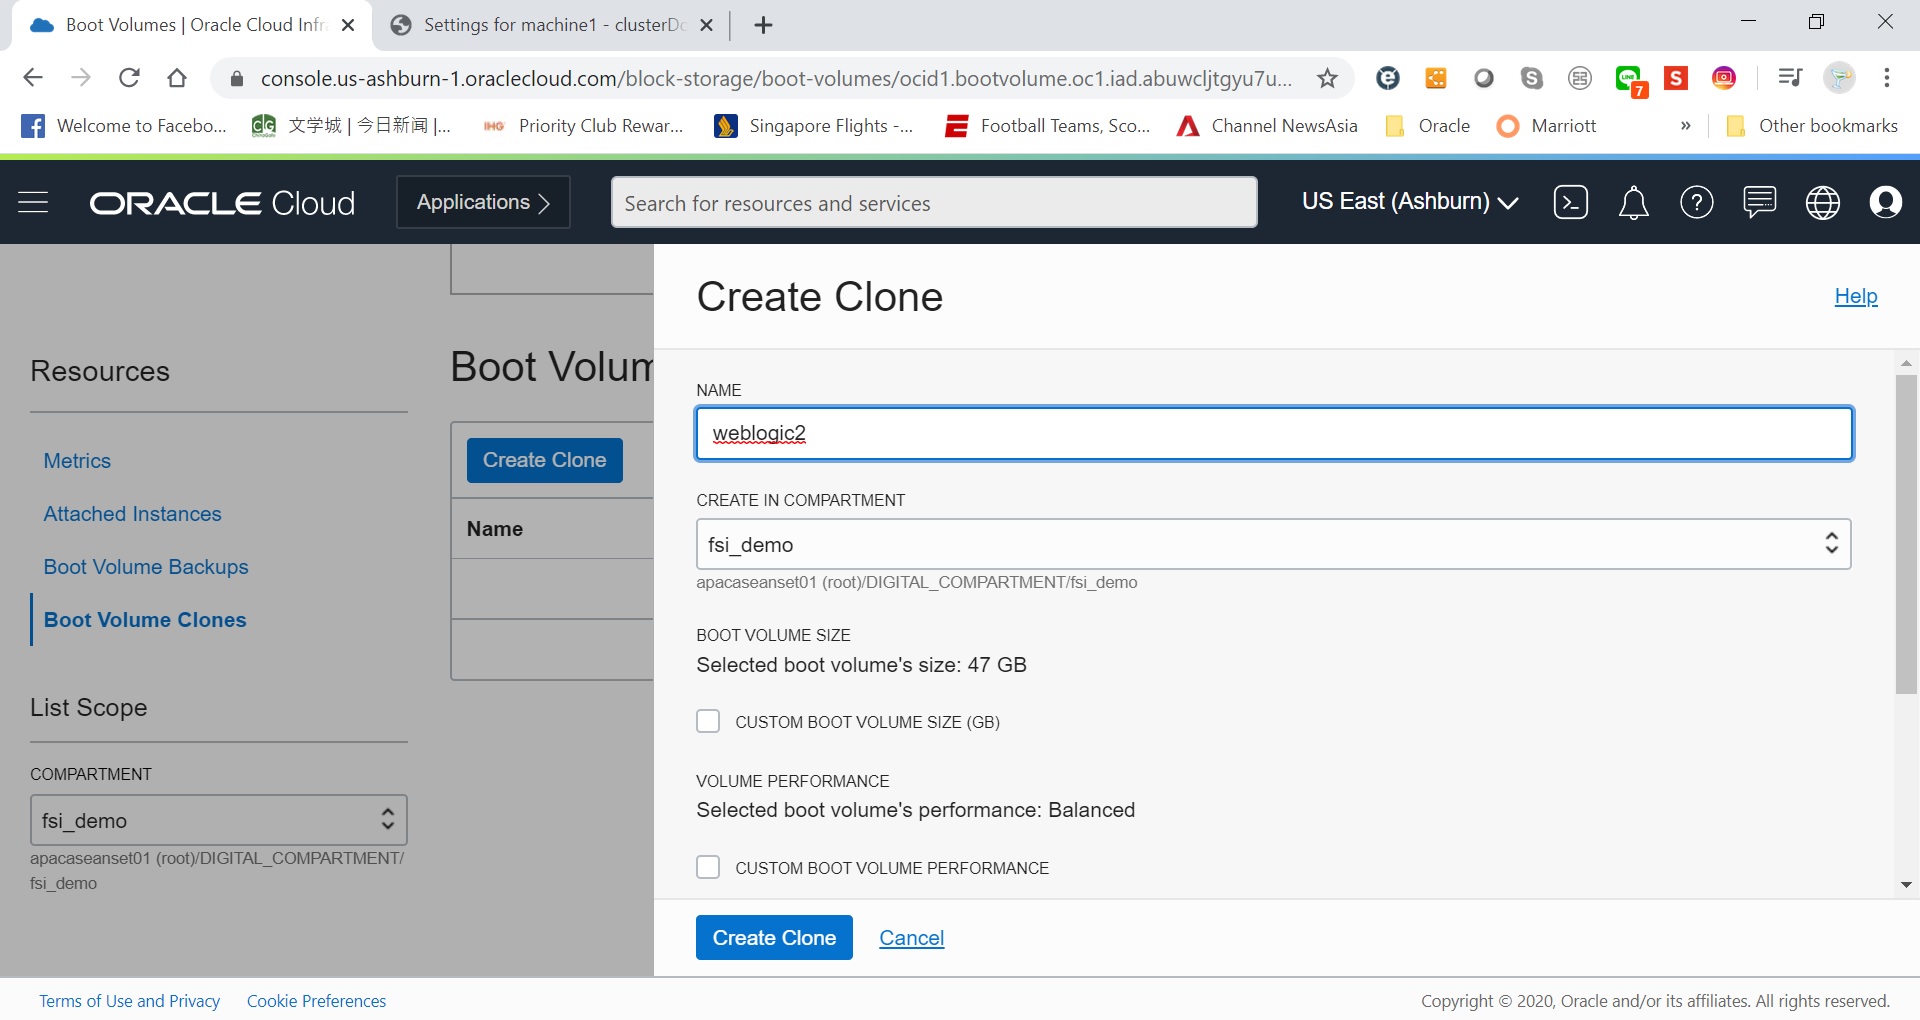 Boot Volumes | Oracle Cloud Infr
Settings for machine1 - clusterDo
console.us-ashburn-1.oraclecloud.com/block-storage/boot-volumes/ocid1.bootvolume.oc1.iad.abuwcljtgyu7u...
LINE
7
S
Welcome to Facebo...
CG
文学城 | 今日新闻 |...
IHG
Priority Club Rewar...
Singapore Flights -...
Football Teams, Sco...
Channel NewsAsia
Oracle
Marriott
»
Other bookmarks
ORACLE Cloud
Applications
Search for resources and services
US East (Ashburn)
Create Clone
Help
Resources
Metrics
Attached Instances
Boot Volume Backups
Boot Volume Clones
List Scope
COMPARTMENT
fsi_demo
apacaseanset01 (root)/DIGITAL_COMPARTMENT/
fsi_demo
Boot Volum
Create Clone
Name
NAME
weblogic2
CREATE IN COMPARTMENT
fsi_demo
apacaseanset01 (root)/DIGITAL_COMPARTMENT/fsi_demo
BOOT VOLUME SIZE
Selected boot volume's size: 47 GB
CUSTOM BOOT VOLUME SIZE (GB)
VOLUME PERFORMANCE
Selected boot volume's performance: Balanced
CUSTOM BOOT VOLUME PERFORMANCE
Create Clone
Cancel
Terms of Use and Privacy
Cookie Preferences
Copyright © 2020, Oracle and/or its affiliates. All rights reserved.